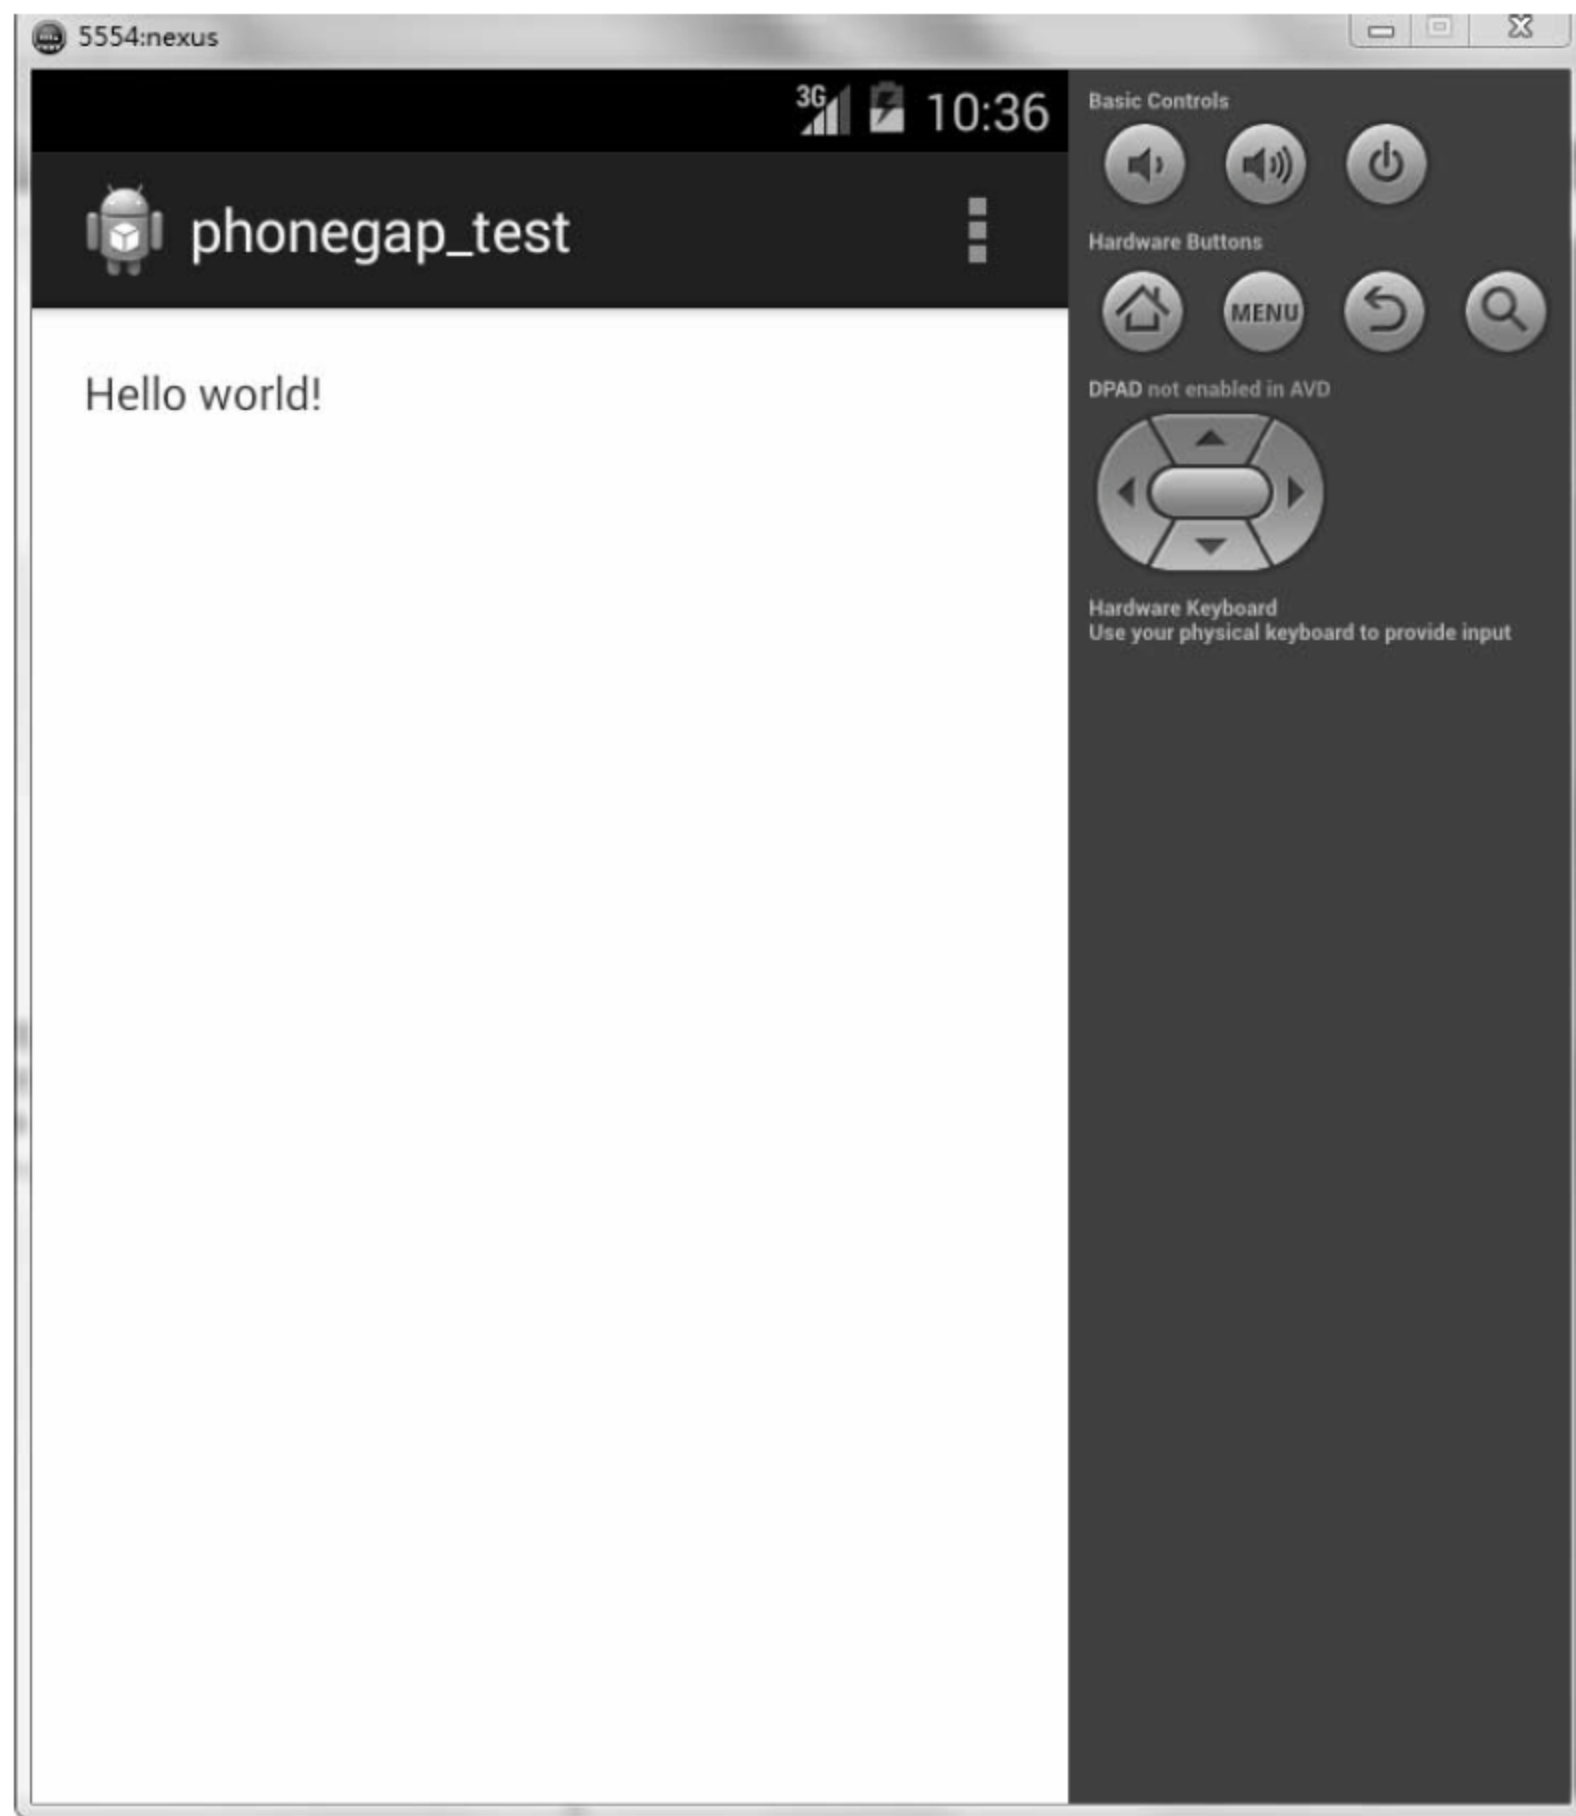 5554:nexus
3G 10:36
phonegap_test
Hello world!
Basic Controls
Hardware Buttons
MENU
DPAD not enabled in AVD
Hardware Keyboard
Use your physical keyboard to provide input